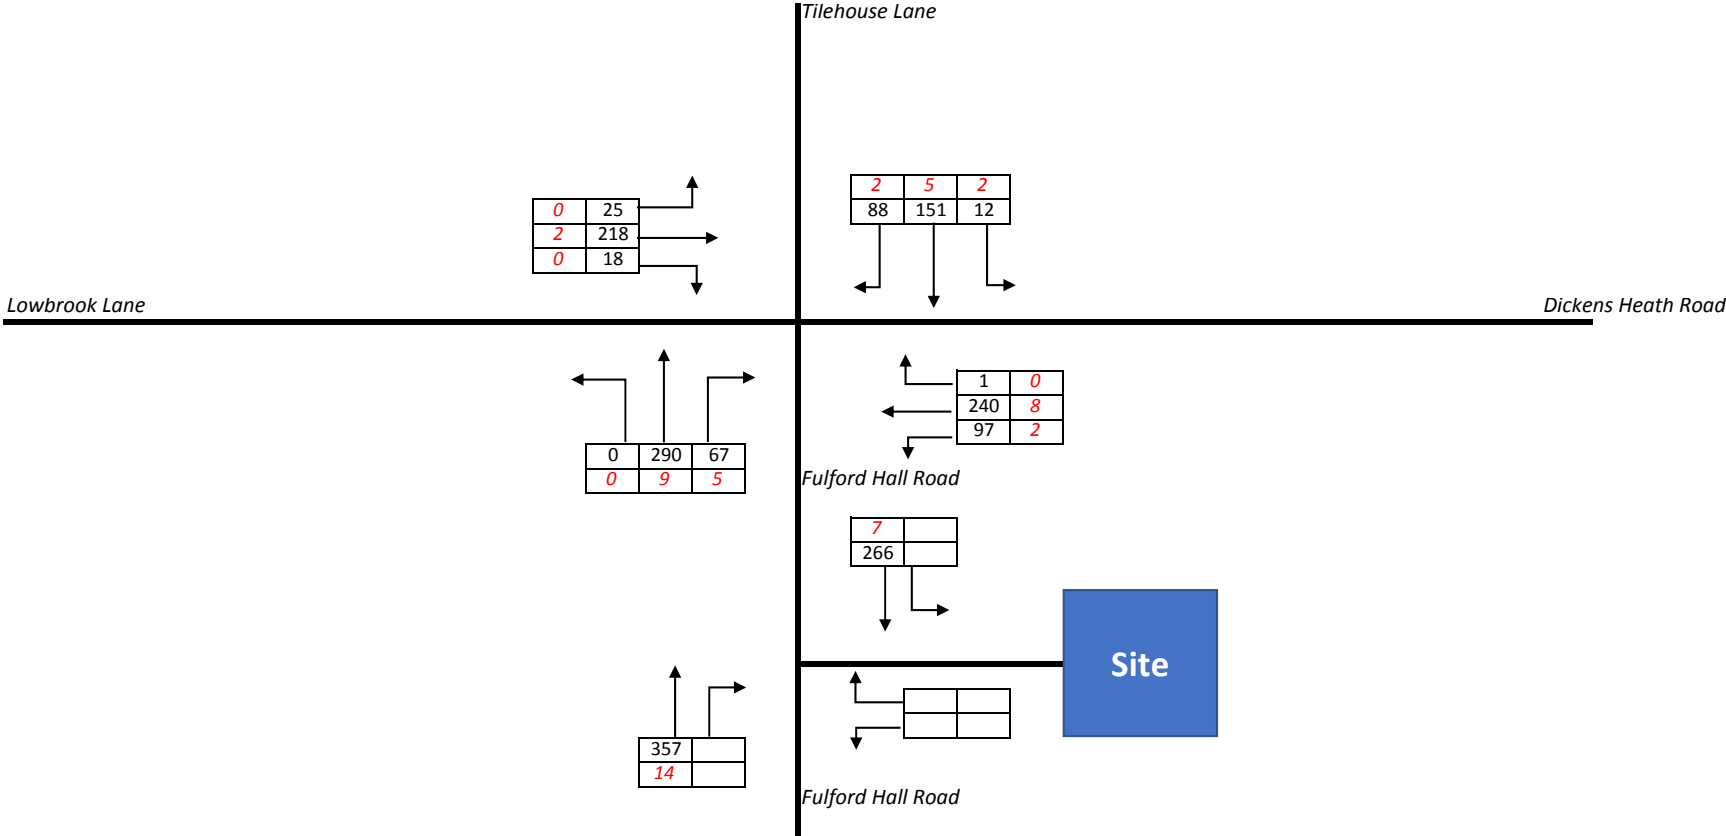 Tilehouse Lane
2 5 2
88 151 12
0 25
2 218
0 18
Lowbrook Lane
Dickens Heath Road
1 0
240 8
97 2
0 290 67
0 9 5
Fulford Hall Road
7
266
Site
357
14
Fulford Hall Road